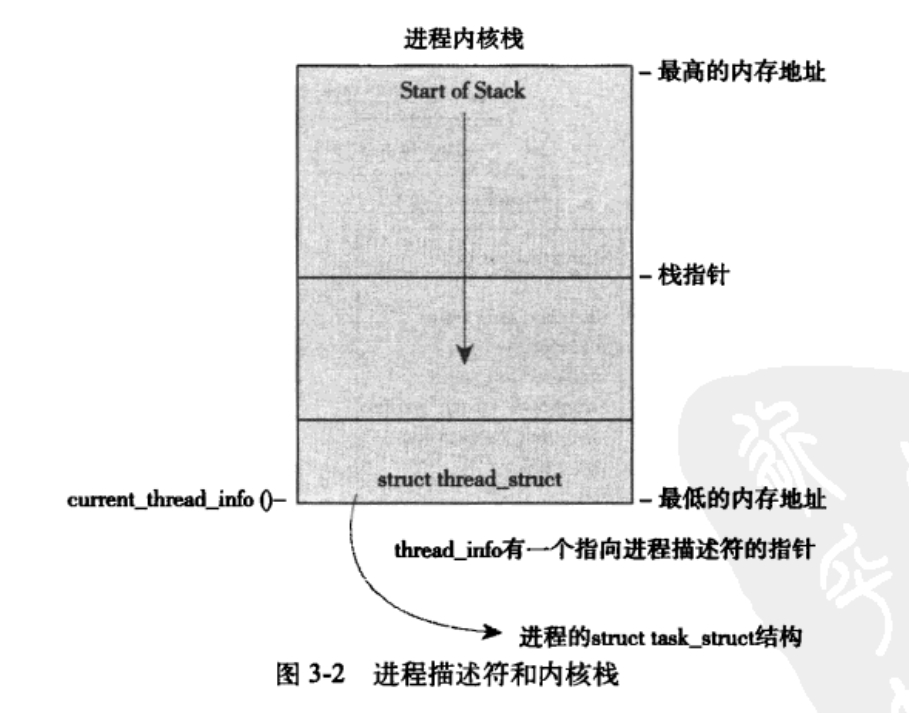 进程内核栈
最高的内存地址
Start of Stack
栈指针
struct thread_struct
current_thread_info ()
最低的内存地址
thread_info有一个指向进程描述符的指针
进程的struct task_struct结构
图 3-2 进程描述符和内核栈